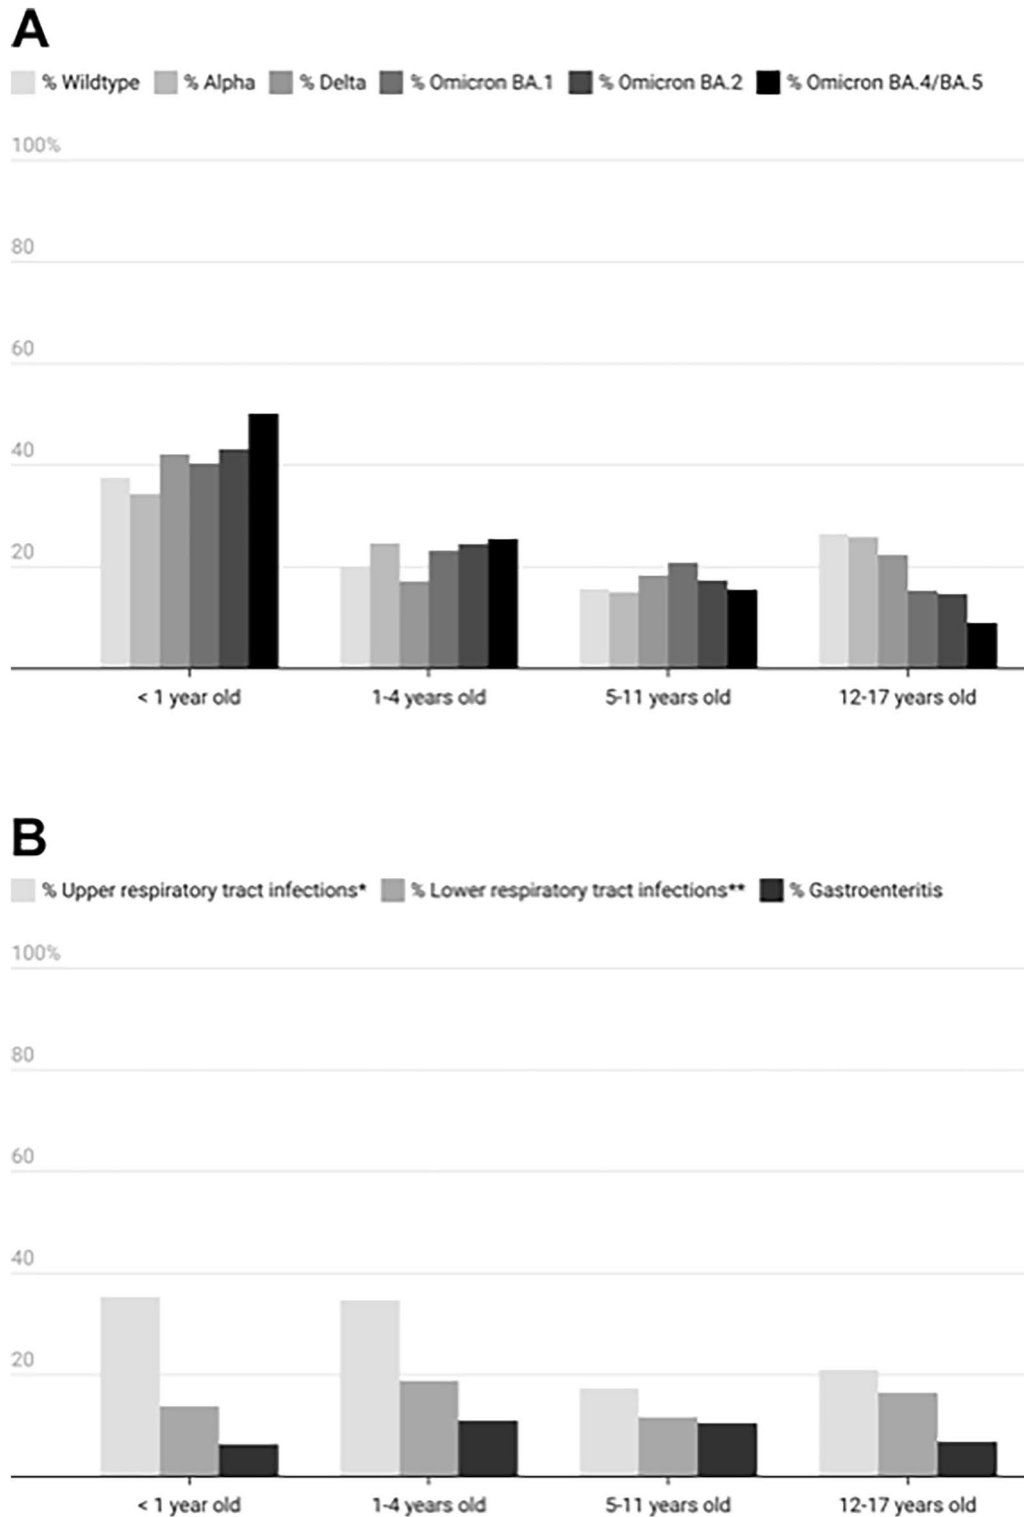 A
% Wildtype % Alpha % Delta % Omicron BA.1 % Omicron BA.2 % Omicron BA.4/BA.5
100%
80
60
40
20
< 1 year old 1-4 years old 5-11 years old 12-17 years old
B
% Upper respiratory tract infections* % Lower respiratory tract infections** % Gastroenteritis
100%
80
60
40
20
< 1 year old 1-4 years old 5-11 years old 12-17 years old